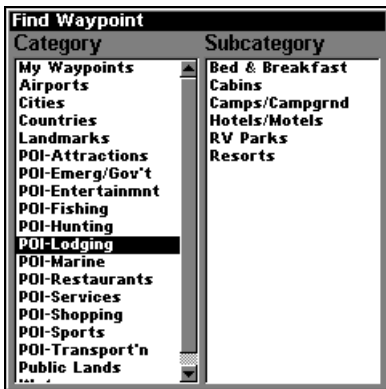 Find Waypoint
Category
My Waypoints
Airports
Cities
Countries
Landmarks
POI-Attractions
POI-Emerg/Gov't
POI-Entertainmnt
POI-Fishing
POI-Hunting
POI-Lodging
POI-Marine
POI-Restaurants
POI-Services
POI-Shopping
POI-Sports
POI-Transport'n
Public Lands
Subcategory
Bed & Breakfast
Cabins
Camps/Campgrnd
Hotels/Motels
RV Parks
Resorts